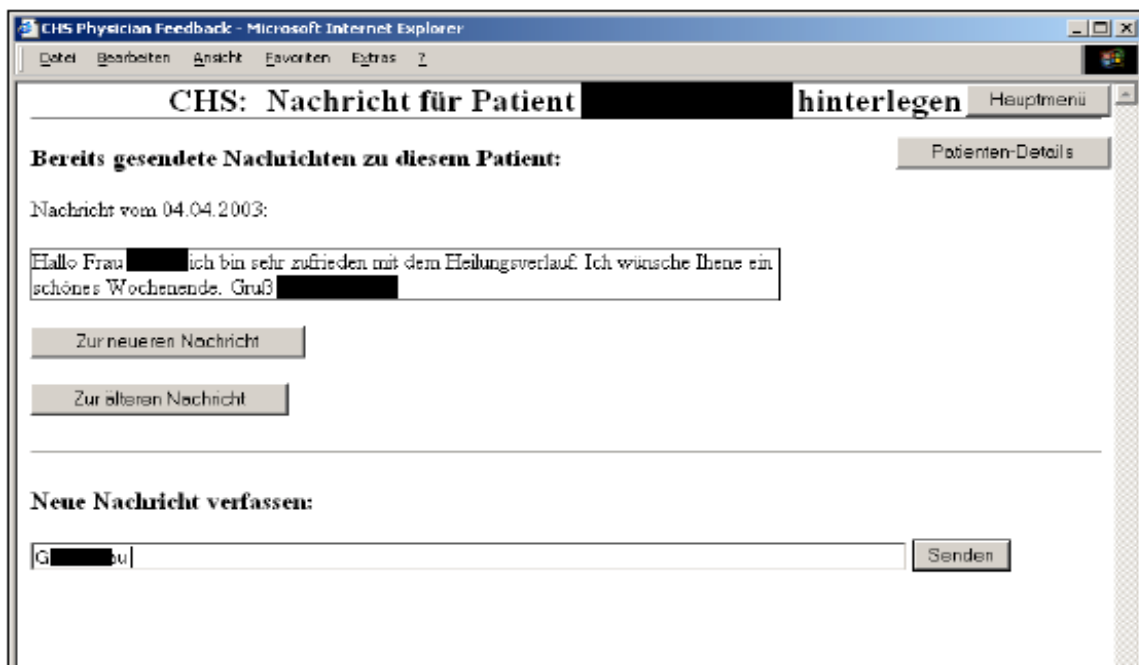 CHS Physician Feedback - Microsoft Internet Explorer
Datei Bearbeiten Ansicht Favoriten Extras ?
CHS: Nachricht für Patient hinterlegen Hauptmenü
Bereits gesendete Nachrichten zu diesem Patient: Patienten-Details
Nachricht vom 04.04.2003:
Hallo Frau ich bin sehr zufrieden mit dem Heilungsverlauf. Ich wünsche Ihene ein
schönes Wochenende. Gruß
Zur neueren Nachricht
Zur älteren Nachricht
Neue Nachricht verfassen:
Senden